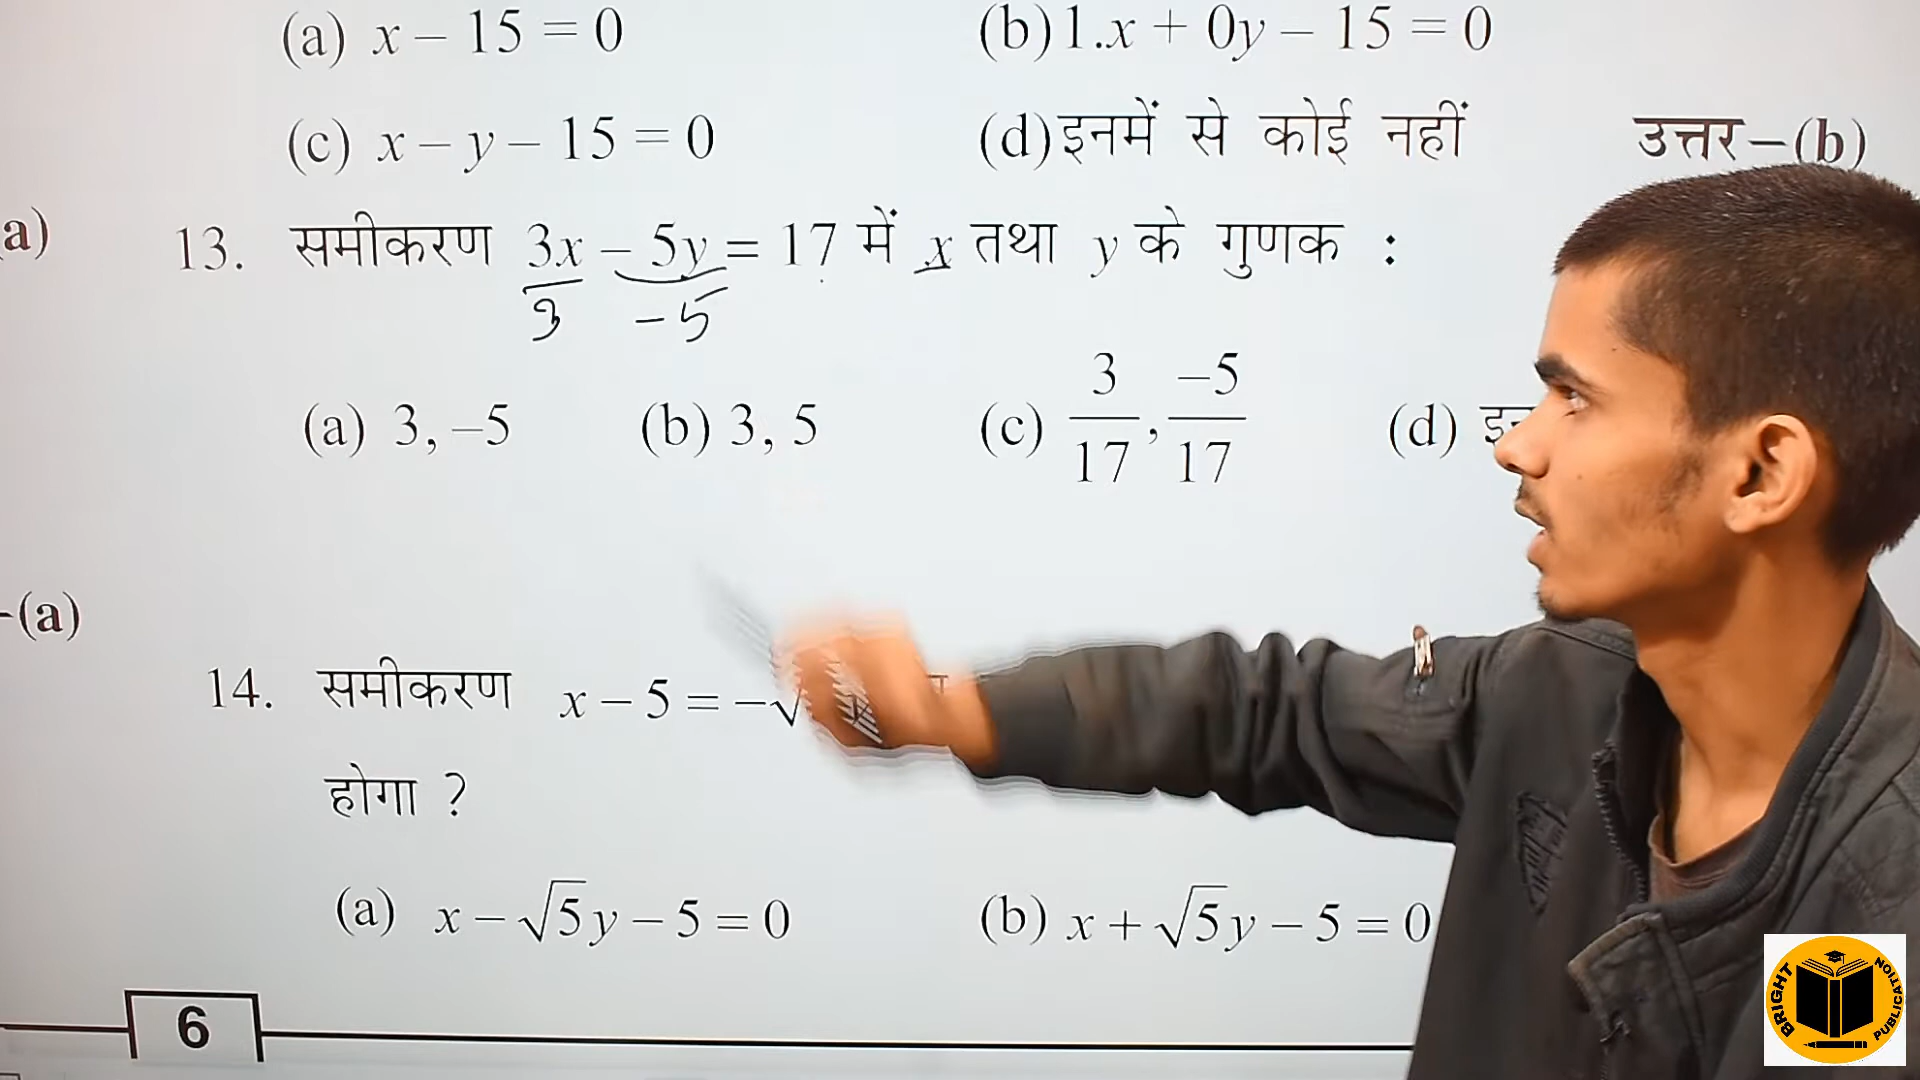 (a) x – 15 = 0 (b) 1.x + 0y – 15 = 0
(c) x – y – 15 = 0 (d) इनमें से कोई नहीं उत्तर–(b)
a) 13. समीकरण 3x – 5y = 17 में x तथा y के गुणक :
3 –5
(a) 3, –5 (b) 3, 5 (c) 3/17, –5/17 (d)
-(a)
14. समीकरण x – 5 = –√
होगा ?
(a) x – √5y – 5 = 0 (b) x + √5y – 5 = 0
6
BRIGHT PUBLICATION